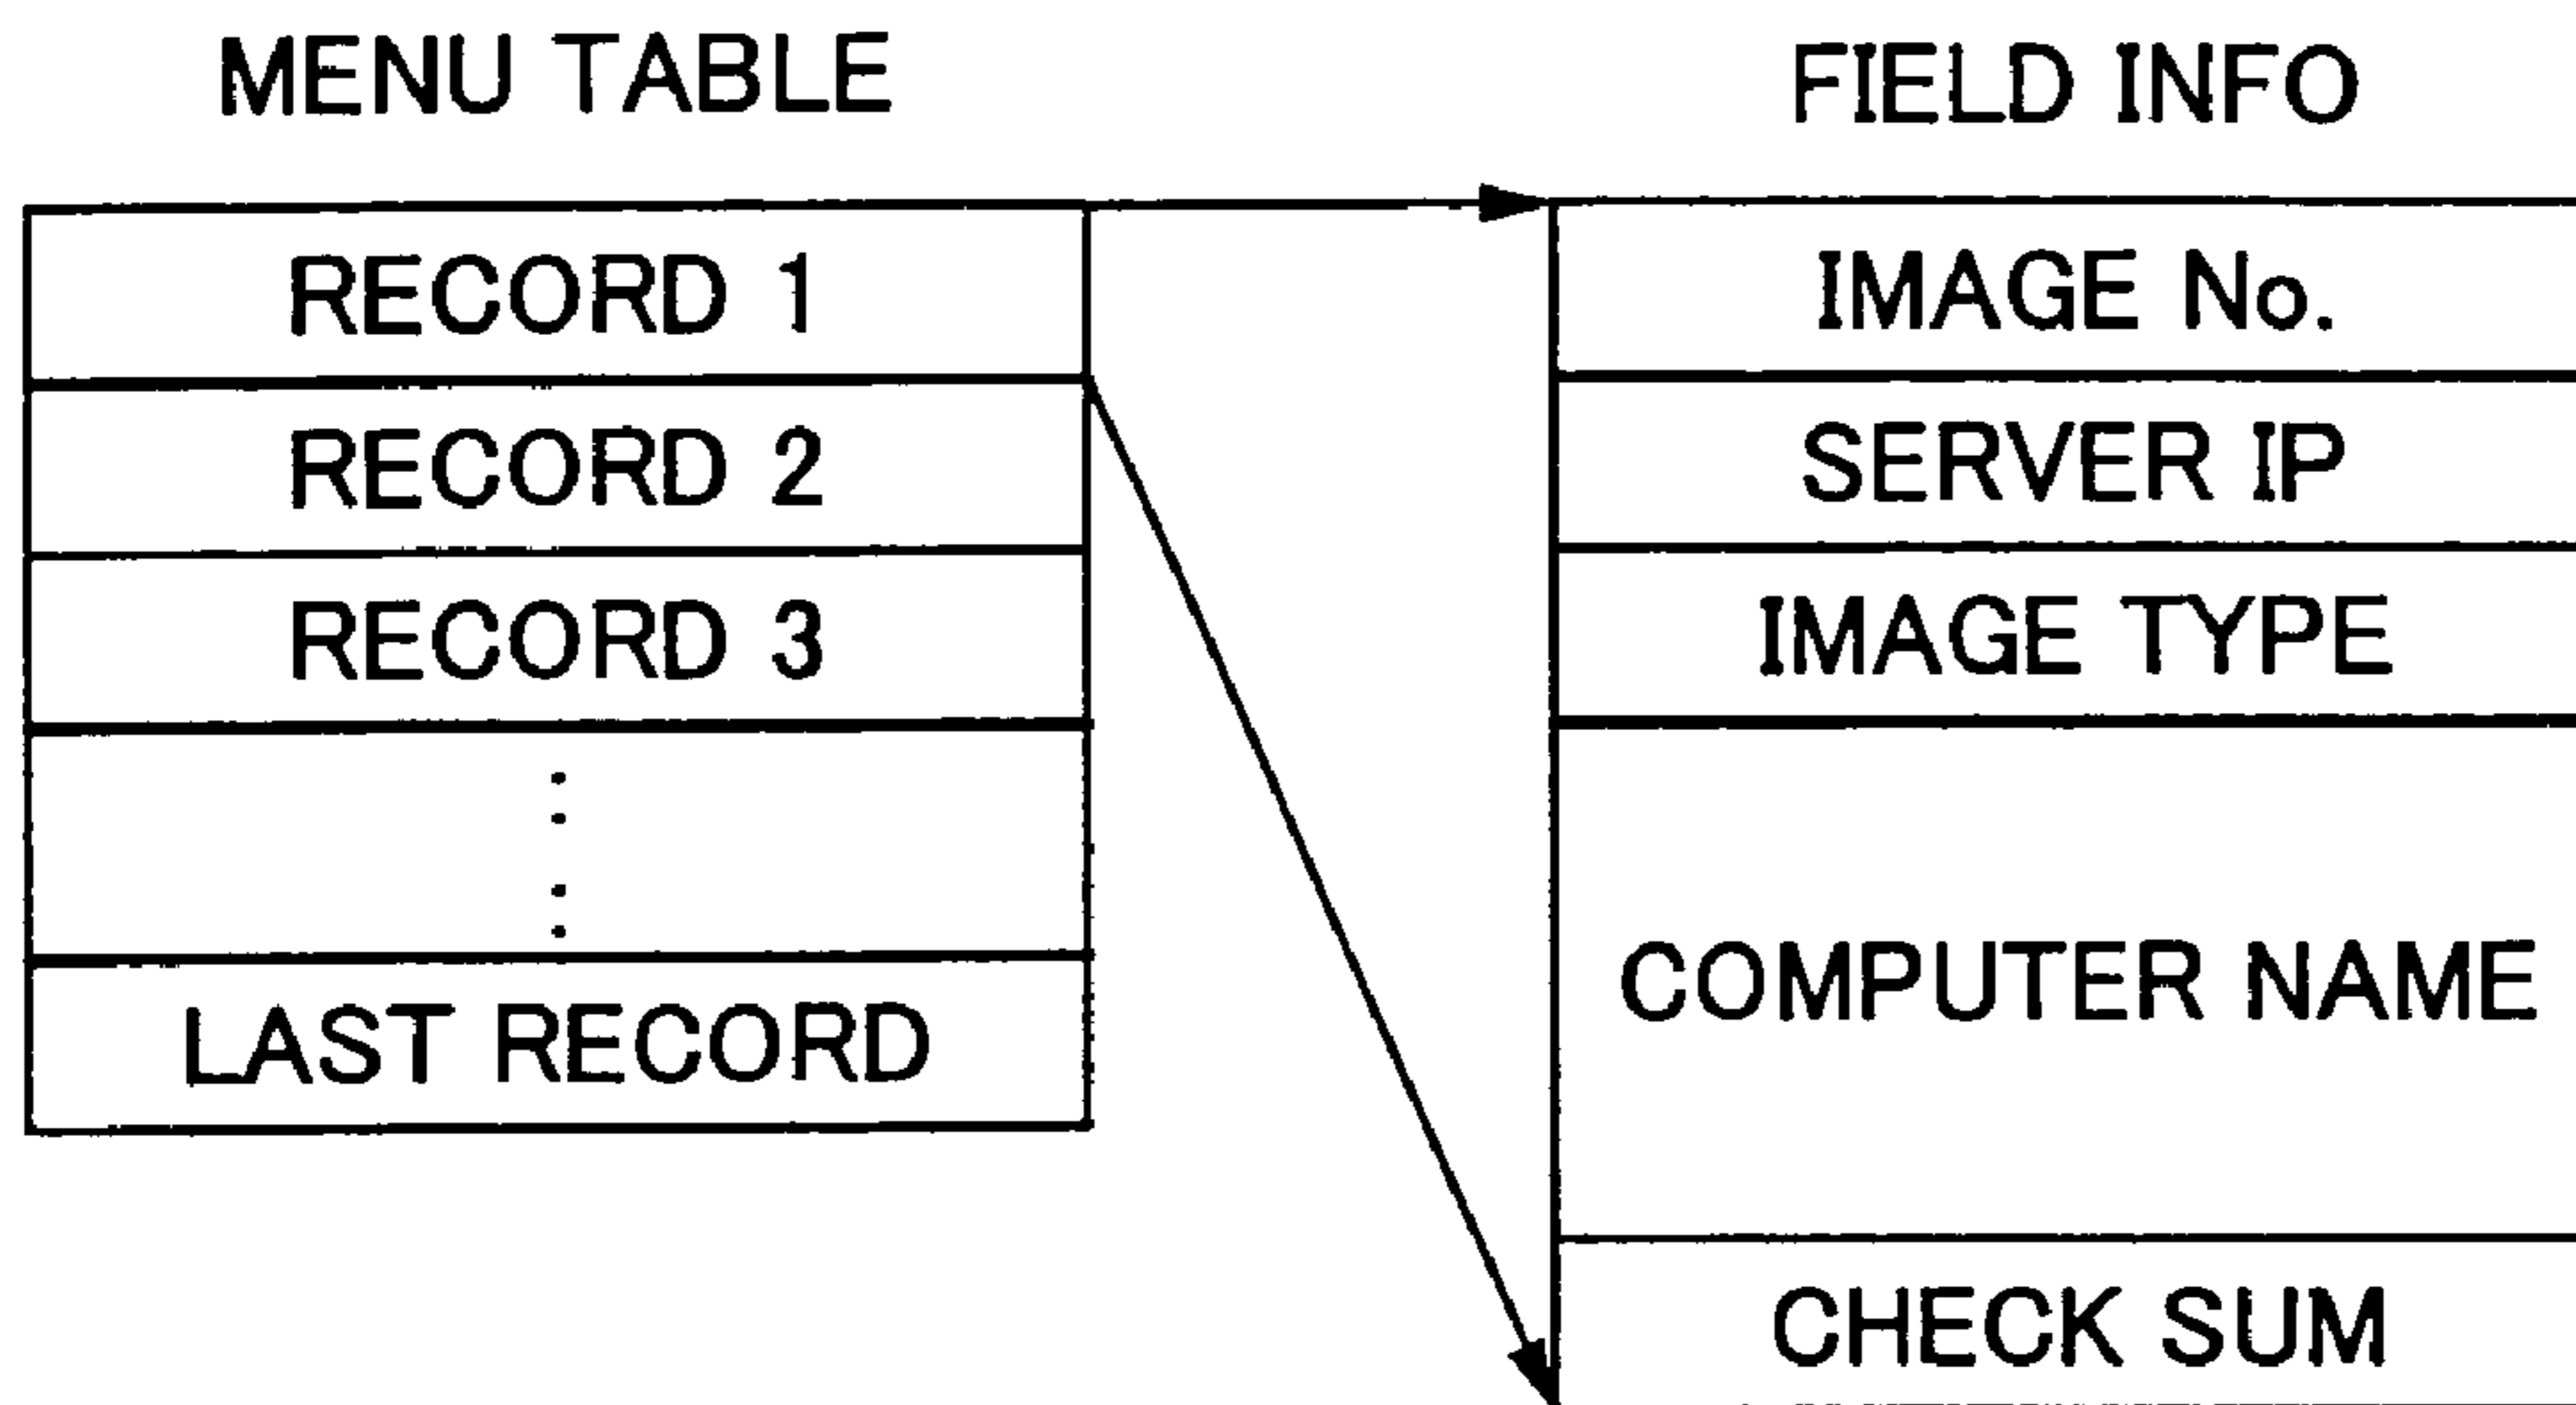 MENU TABLE
RECORD 1
RECORD 2
RECORD 3
LAST RECORD
FIELD INFO
IMAGE No.
SERVER IP
IMAGE TYPE
COMPUTER NAME
CHECK SUM